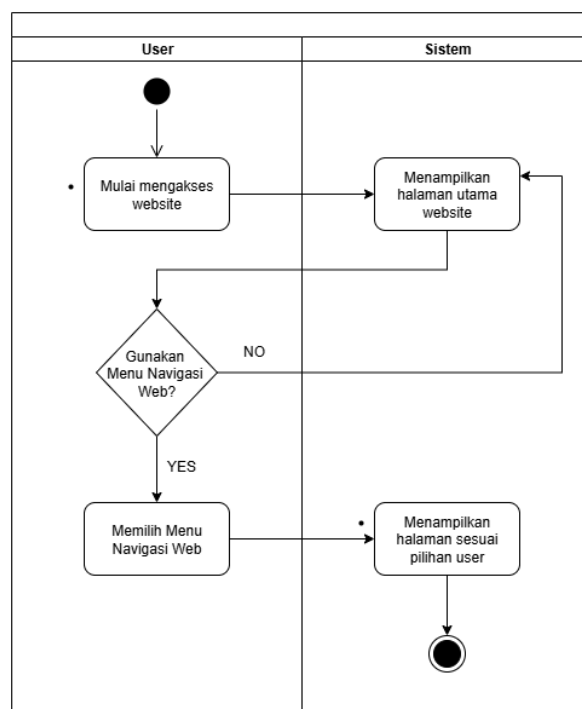 User
Sistem
Mulai mengakses
website
Menampilkan
halaman utama
website
Gunakan
Menu Navigasi
Web?
NO
YES
Memilih Menu
Navigasi Web
Menampilkan
halaman sesuai
pilihan user